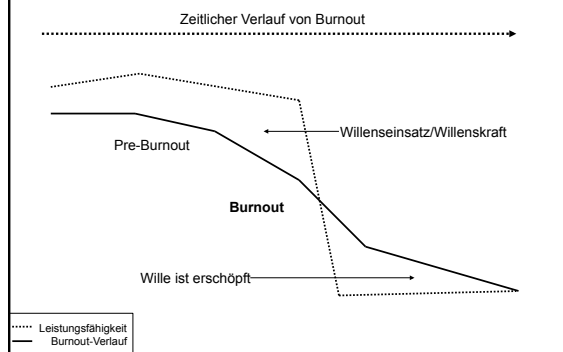 Zeitlicher Verlauf von Burnout
Willenseinsatz/Willenskraft
Pre-Burnout
Burnout
Wille ist erschöpft
Leistungsfähigkeit
Burnout-Verlauf